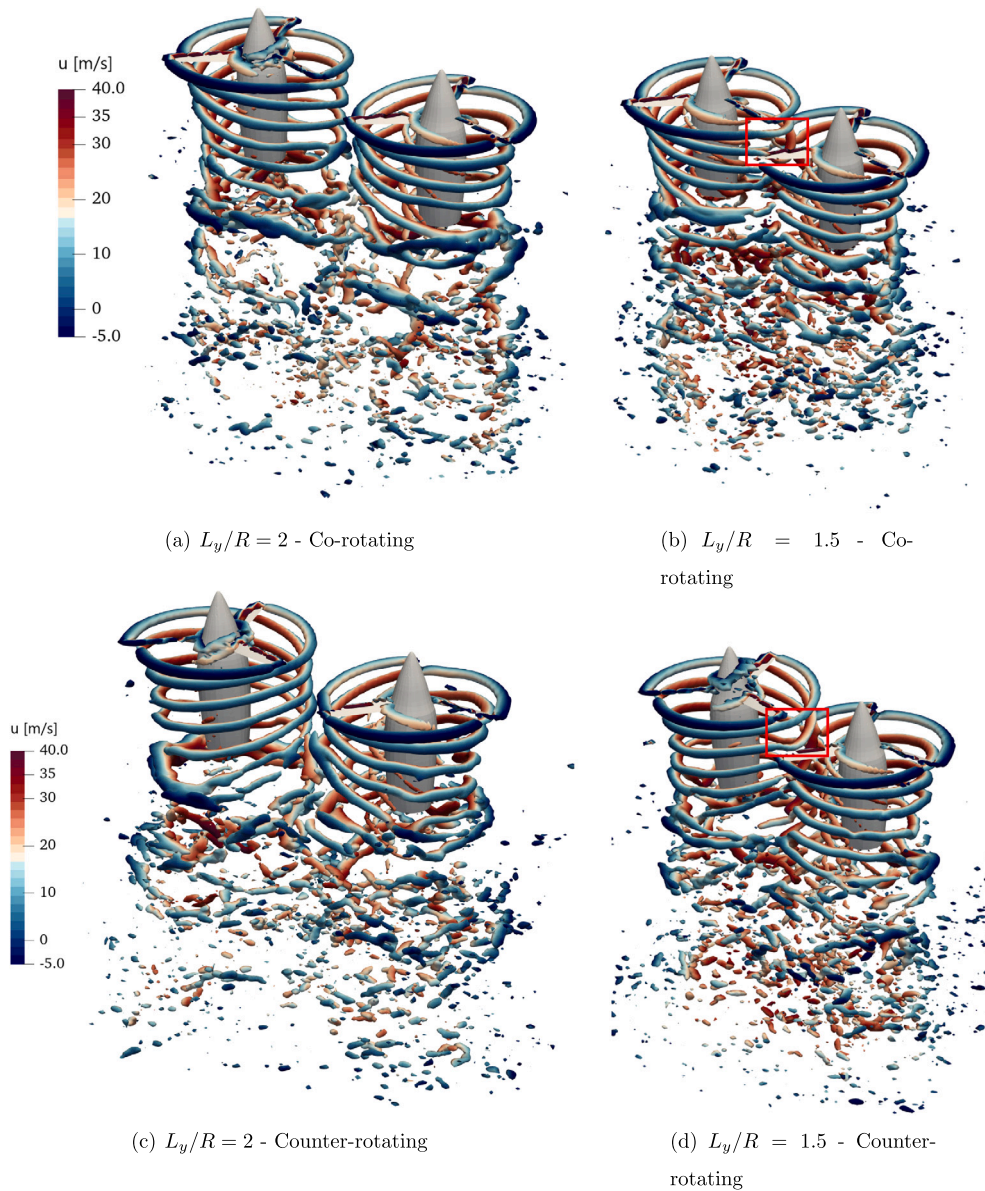 u [m/s]
40.0
35
30
20
10
0
-5.0
(a) L_y/R = 2 - Co-rotating
(b) L_y/R = 1.5 - Co-
rotating
u [m/s]
40.0
35
30
20
10
0
-5.0
(c) L_y/R = 2 - Counter-rotating
(d) L_y/R = 1.5 - Counter-
rotating